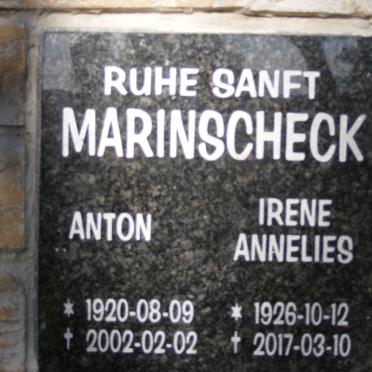 RUHE SANFT
MARINSCHECK
ANTON
IRENE
ANNELIES
* 1920-08-09
† 2002-02-02
* 1926-10-12
† 2017-03-10